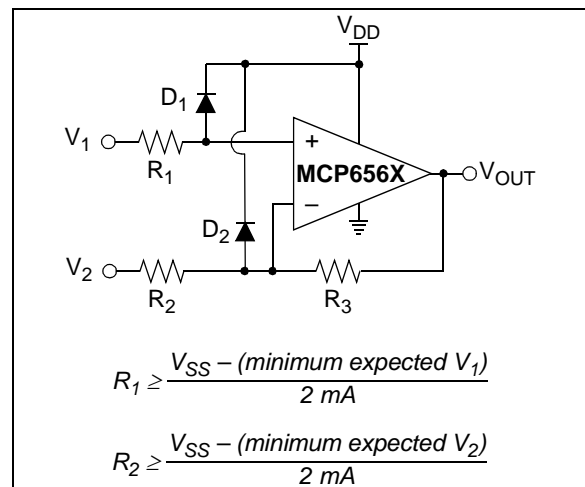 V_DD
D_1
V_1
R_1
+
MCP656X
V_OUT
–
D_2
V_2
R_2
R_3
R_1 ≥ V_SS – (minimum expected V_1)
2 mA
R_2 ≥ V_SS – (minimum expected V_2)
2 mA